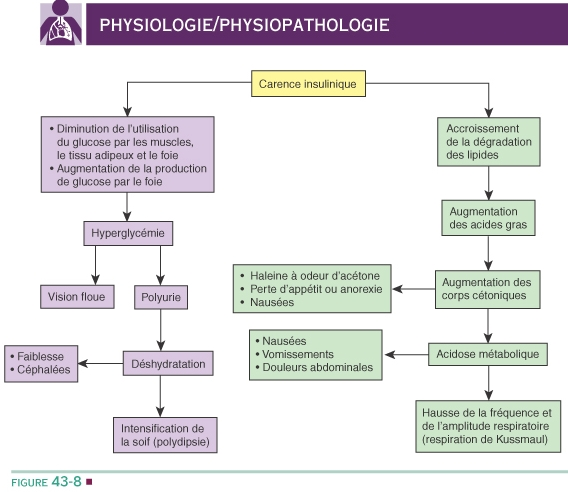 PHYSIOLOGIE/PHYSIOPATHOLOGIE
Carence insulinique
• Diminution de l'utilisation
du glucose par les muscles,
le tissu adipeux et le foie
• Augmentation de la production
de glucose par le foie
Hyperglycémie
Vision floue
Polyurie
Déshydratation
• Faiblesse
• Céphalées
Intensification de
la soif (polydipsie)
Accroissement
de la dégradation
des lipides
Augmentation
des acides gras
Augmentation des
corps cétoniques
• Haleine à odeur d'acétone
• Perte d'appétit ou anorexie
• Nausées
Acidose métabolique
• Nausées
• Vomissements
• Douleurs abdominales
Hausse de la fréquence et
de l'amplitude respiratoire
(respiration de Kussmaul)
FIGURE 43-8 ■